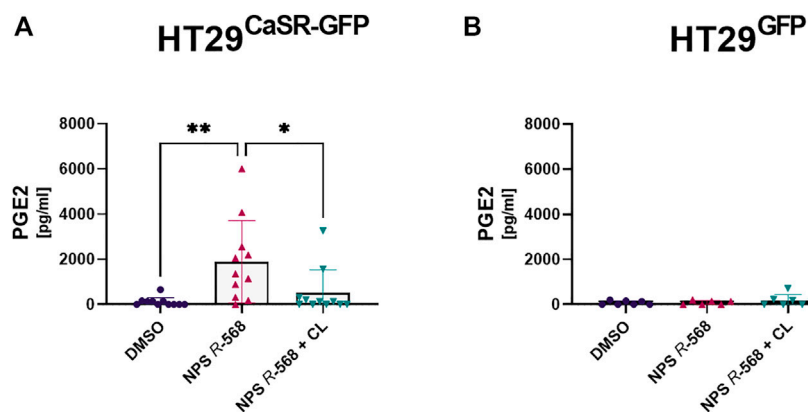 A
HT29CaSR-GFP
PGE2
[pg/ml]
8000
6000
4000
2000
0
**
*
DMSO
NPS R-568
NPS R-568 + CL
B
HT29GFP
PGE2
[pg/ml]
8000
6000
4000
2000
0
DMSO
NPS R-568
NPS R-568 + CL